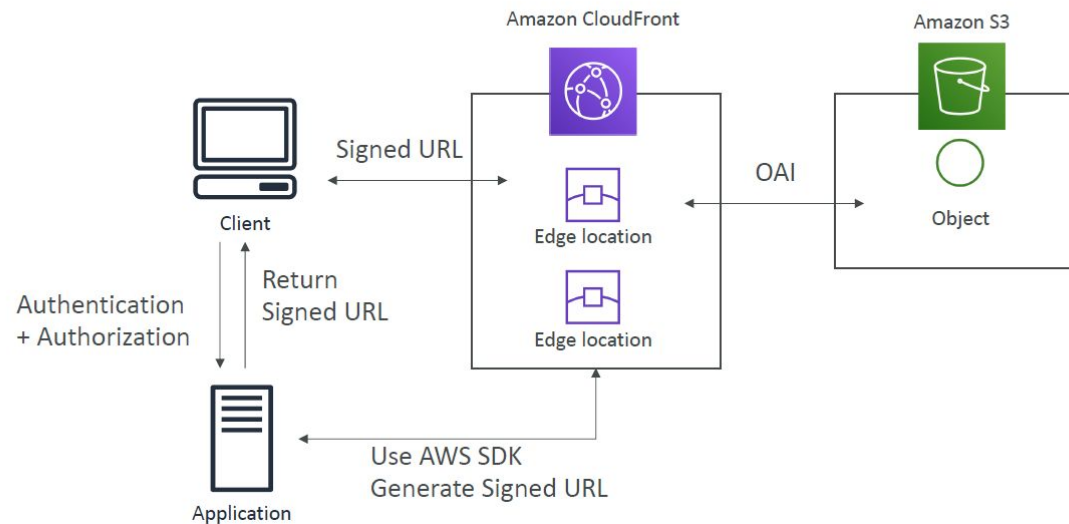 Amazon CloudFront
Amazon S3
Signed URL
OAI
Client
Edge location
Object
Authentication
+ Authorization
Return
Signed URL
Edge location
Use AWS SDK
Generate Signed URL
Application